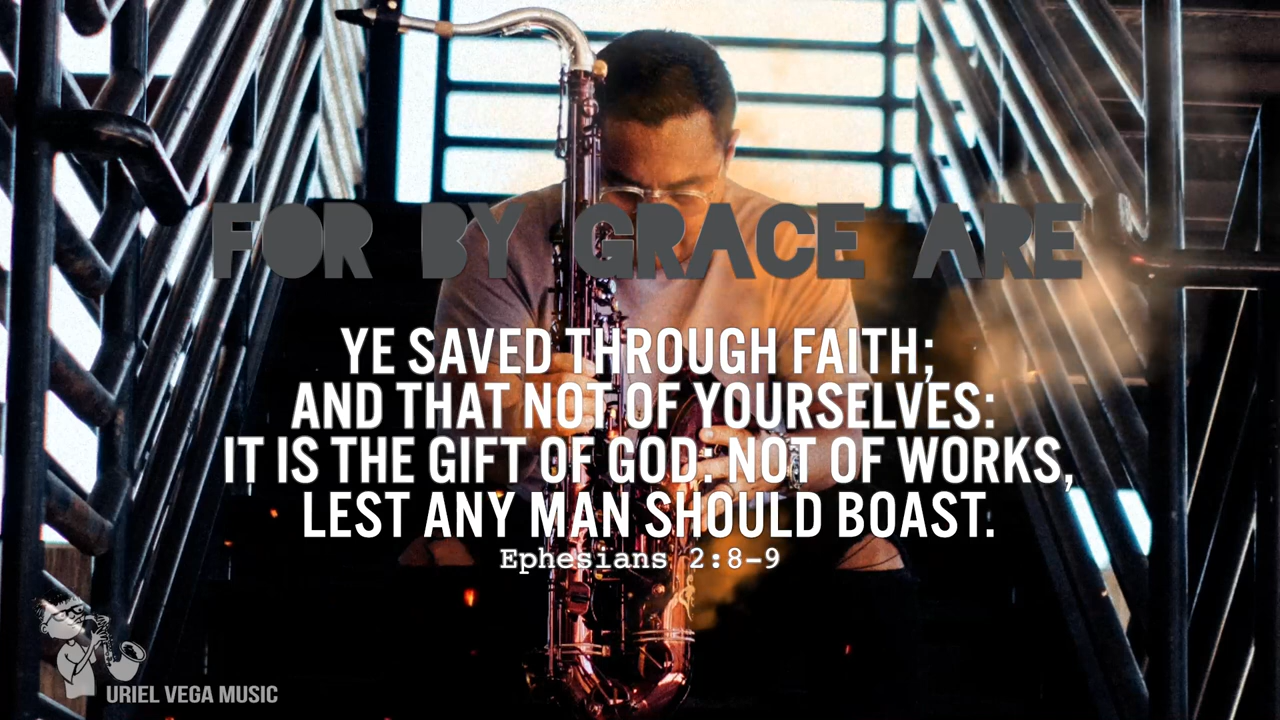 FOR BY GRACE ARE
YE SAVED THROUGH FAITH;
AND THAT NOT OF YOURSELVES:
IT IS THE GIFT OF GOD: NOT OF WORKS,
LEST ANY MAN SHOULD BOAST.
Ephesians 2:8-9
URIEL VEGA MUSIC